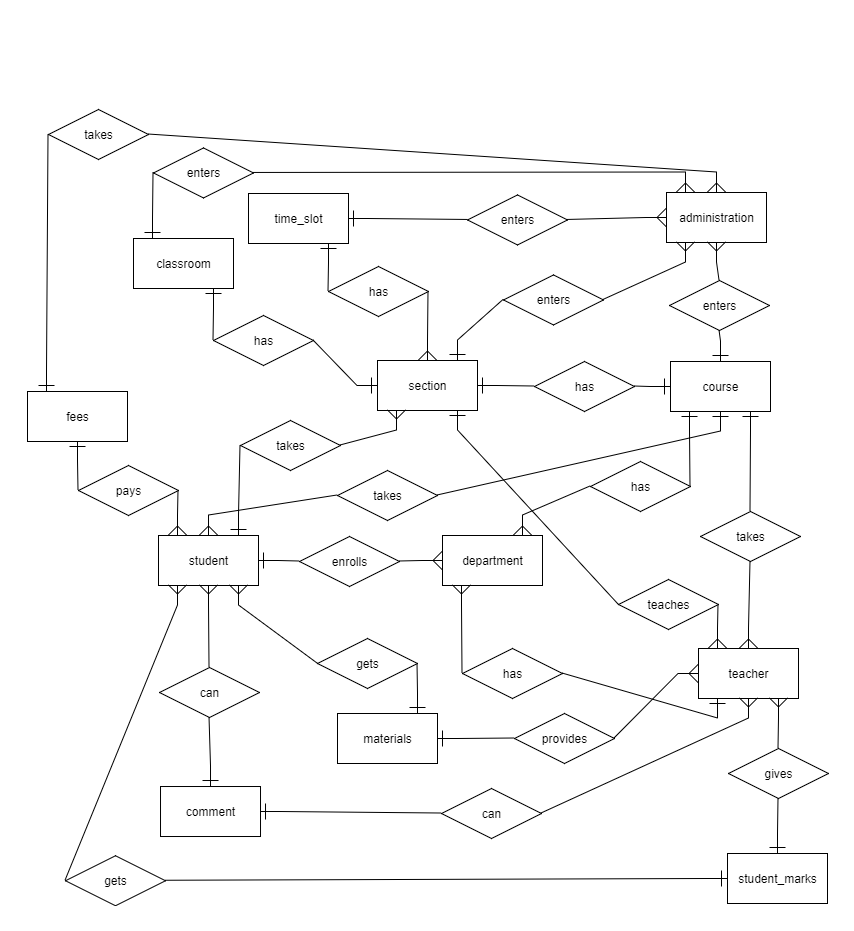 takes
enters
time_slot
enters
administration
classroom
has
enters
enters
has
section
has
course
fees
takes
pays
takes
has
takes
student
enrolls
department
teaches
gets
has
teacher
can
materials
provides
gives
comment
can
gets
student_marks